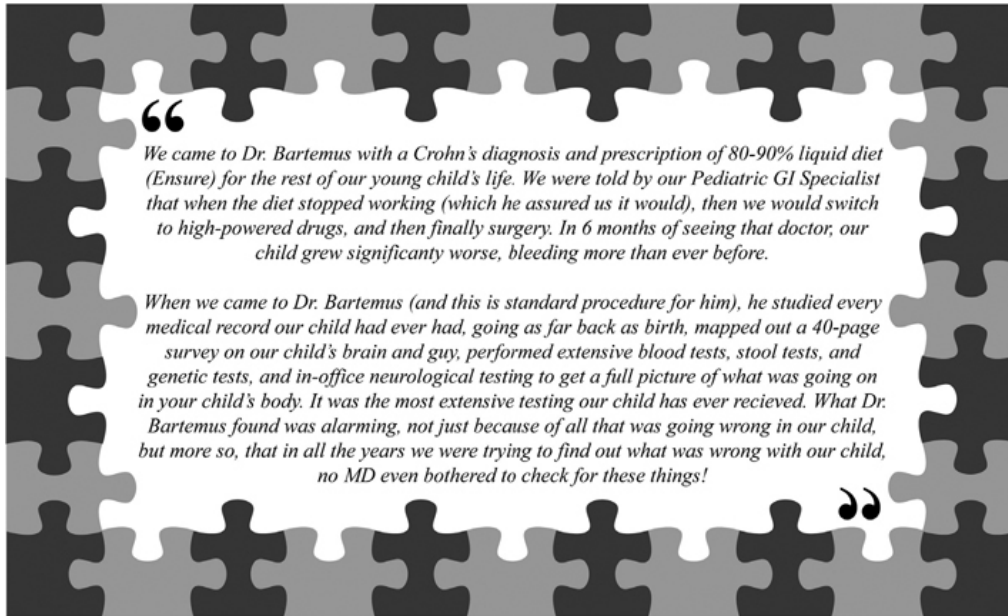 “
We came to Dr. Bartemus with a Crohn’s diagnosis and prescription of 80-90% liquid diet
(Ensure) for the rest of our young child’s life. We were told by our Pediatric GI Specialist
that when the diet stopped working (which he assured us it would), then we would switch
to high-powered drugs, and then finally surgery. In 6 months of seeing that doctor, our
child grew significanty worse, bleeding more than ever before.
When we came to Dr. Bartemus (and this is standard procedure for him), he studied every
medical record our child had ever had, going as far back as birth, mapped out a 40-page
survey on our child’s brain and guy, performed extensive blood tests, stool tests, and
genetic tests, and in-office neurological testing to get a full picture of what was going on
in your child’s body. It was the most extensive testing our child has ever recieved. What Dr.
Bartemus found was alarming, not just because of all that was going wrong in our child,
but more so, that in all the years we were trying to find out what was wrong with our child,
no MD even bothered to check for these things!
”